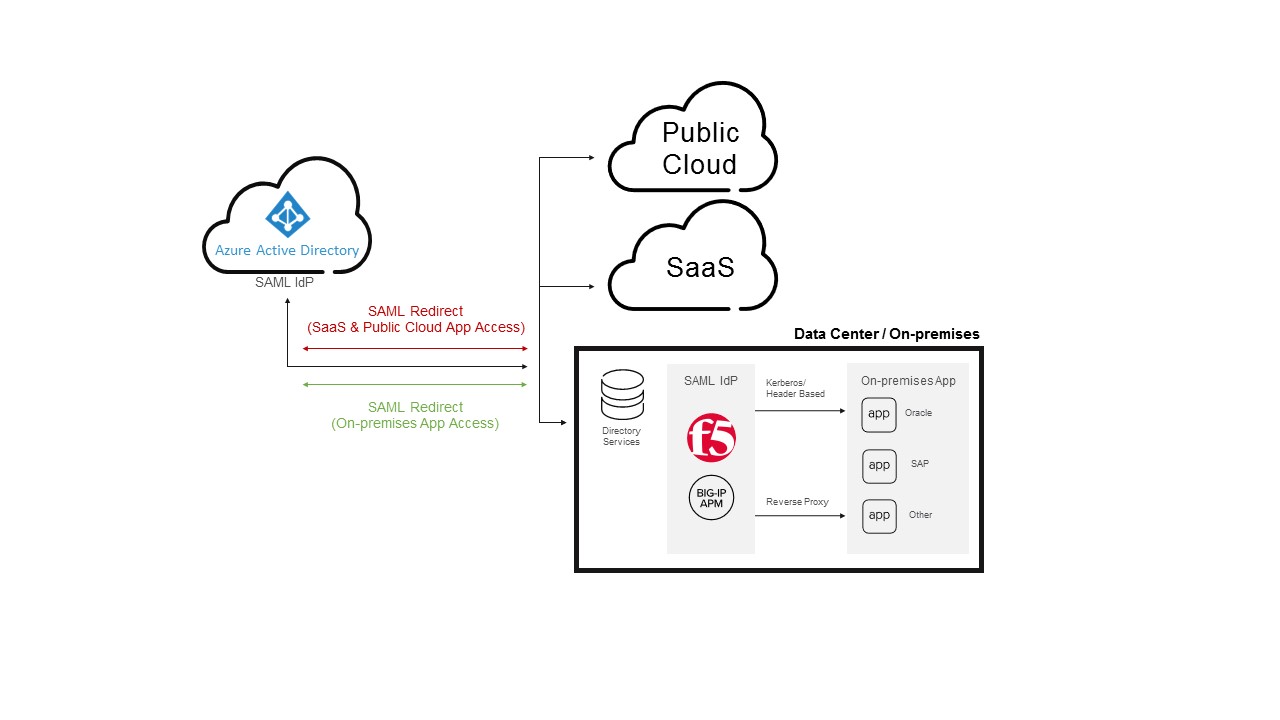 Public
Cloud
Azure Active Directory
SAML IdP
SaaS
SAML Redirect
(SaaS & Public Cloud App Access)
SAML Redirect
(On-premises App Access)
Data Center / On-premises
Directory
Services
SAML IdP
f5
BIG-IP
APM
Kerberos/
Header Based
Reverse Proxy
On-premises App
app Oracle
app SAP
app Other